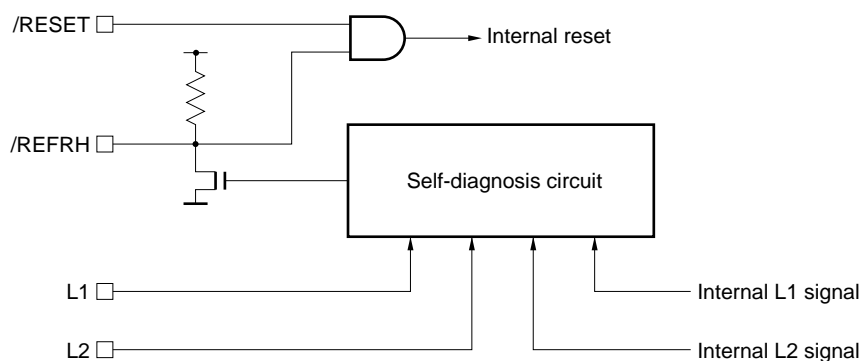 /RESET
Internal reset
/REFRH
Self-diagnosis circuit
L1
Internal L1 signal
L2
Internal L2 signal